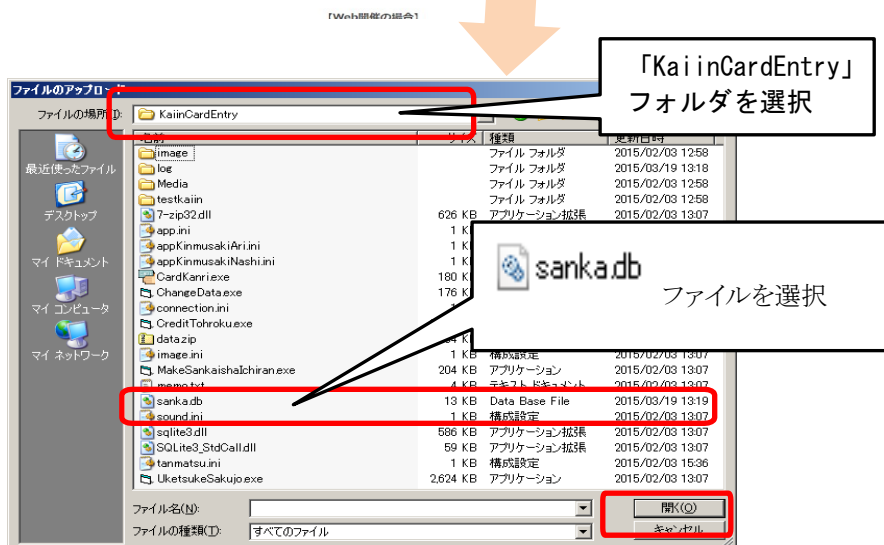 【Web開催の場合】
「KaiinCardEntry」
フォルダを選択
ファイルのアップロード
ファイルの場所(I): KaiinCardEntry
名前 サイズ 種類 更新日時
image ファイル フォルダ 2015/02/03 12:58
log ファイル フォルダ 2015/03/19 13:18
Media ファイル フォルダ 2015/02/03 12:58
testkaiin ファイル フォルダ 2015/02/03 12:58
7-zip32.dll 626 KB アプリケーション拡張 2015/02/03 13:07
app.ini 1 K
appKinmusakiAri.ini 1 K
appKinmusakiNashi.ini 1 K
CardKanri.exe 180 K
ChangeData.exe 176 K
connection.ini
CreditTohroku.exe
data.zip K
image.ini 1 KB 構成設定 2015/02/03 13:07
MakeSankaishaIchiran.exe 204 KB アプリケーション 2015/02/03 13:07
memo.txt 4 KB テキスト ドキュメント 2015/02/03 13:07
sanka.db 13 KB Data Base File 2015/03/19 13:19
sound.ini 1 KB 構成設定 2015/02/03 13:07
sqlite3.dll 586 KB アプリケーション拡張 2015/02/03 13:07
SQLite3_StdCall.dll 59 KB アプリケーション拡張 2015/02/03 13:07
tanmatsu.ini 1 KB 構成設定 2015/02/03 15:36
UketsukeSakujo.exe 2,624 KB アプリケーション 2015/02/03 13:07
最近使ったファイル
デスクトップ
マイ ドキュメント
マイ コンピュータ
マイ ネットワーク
sanka.db
ファイルを選択
ファイル名(N): 開く(O)
ファイルの種類(T): すべてのファイル キャンセル